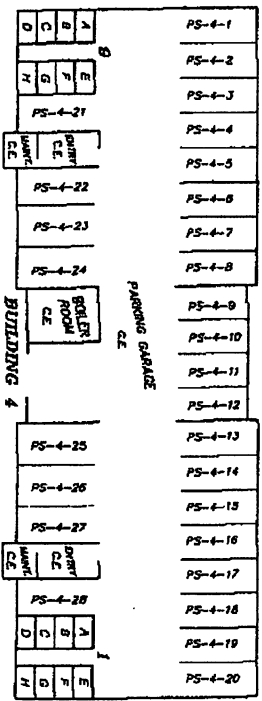 A
B
C
D
8
E
F
G
H
PS-4-21
ENTRY
C.E.
MAINT.
C.E.
PS-4-22
PS-4-23
PS-4-24
BOILER
ROOM
C.E.
BUILDING 4
PS-4-25
PS-4-26
PS-4-27
ENTRY
C.E.
MAINT.
C.E.
PS-4-28
A
B
C
D
1
E
F
G
H
PARKING GARAGE
C.E.
PS-4-1
PS-4-2
PS-4-3
PS-4-4
PS-4-5
PS-4-6
PS-4-7
PS-4-8
PS-4-9
PS-4-10
PS-4-11
PS-4-12
PS-4-13
PS-4-14
PS-4-15
PS-4-16
PS-4-17
PS-4-18
PS-4-19
PS-4-20